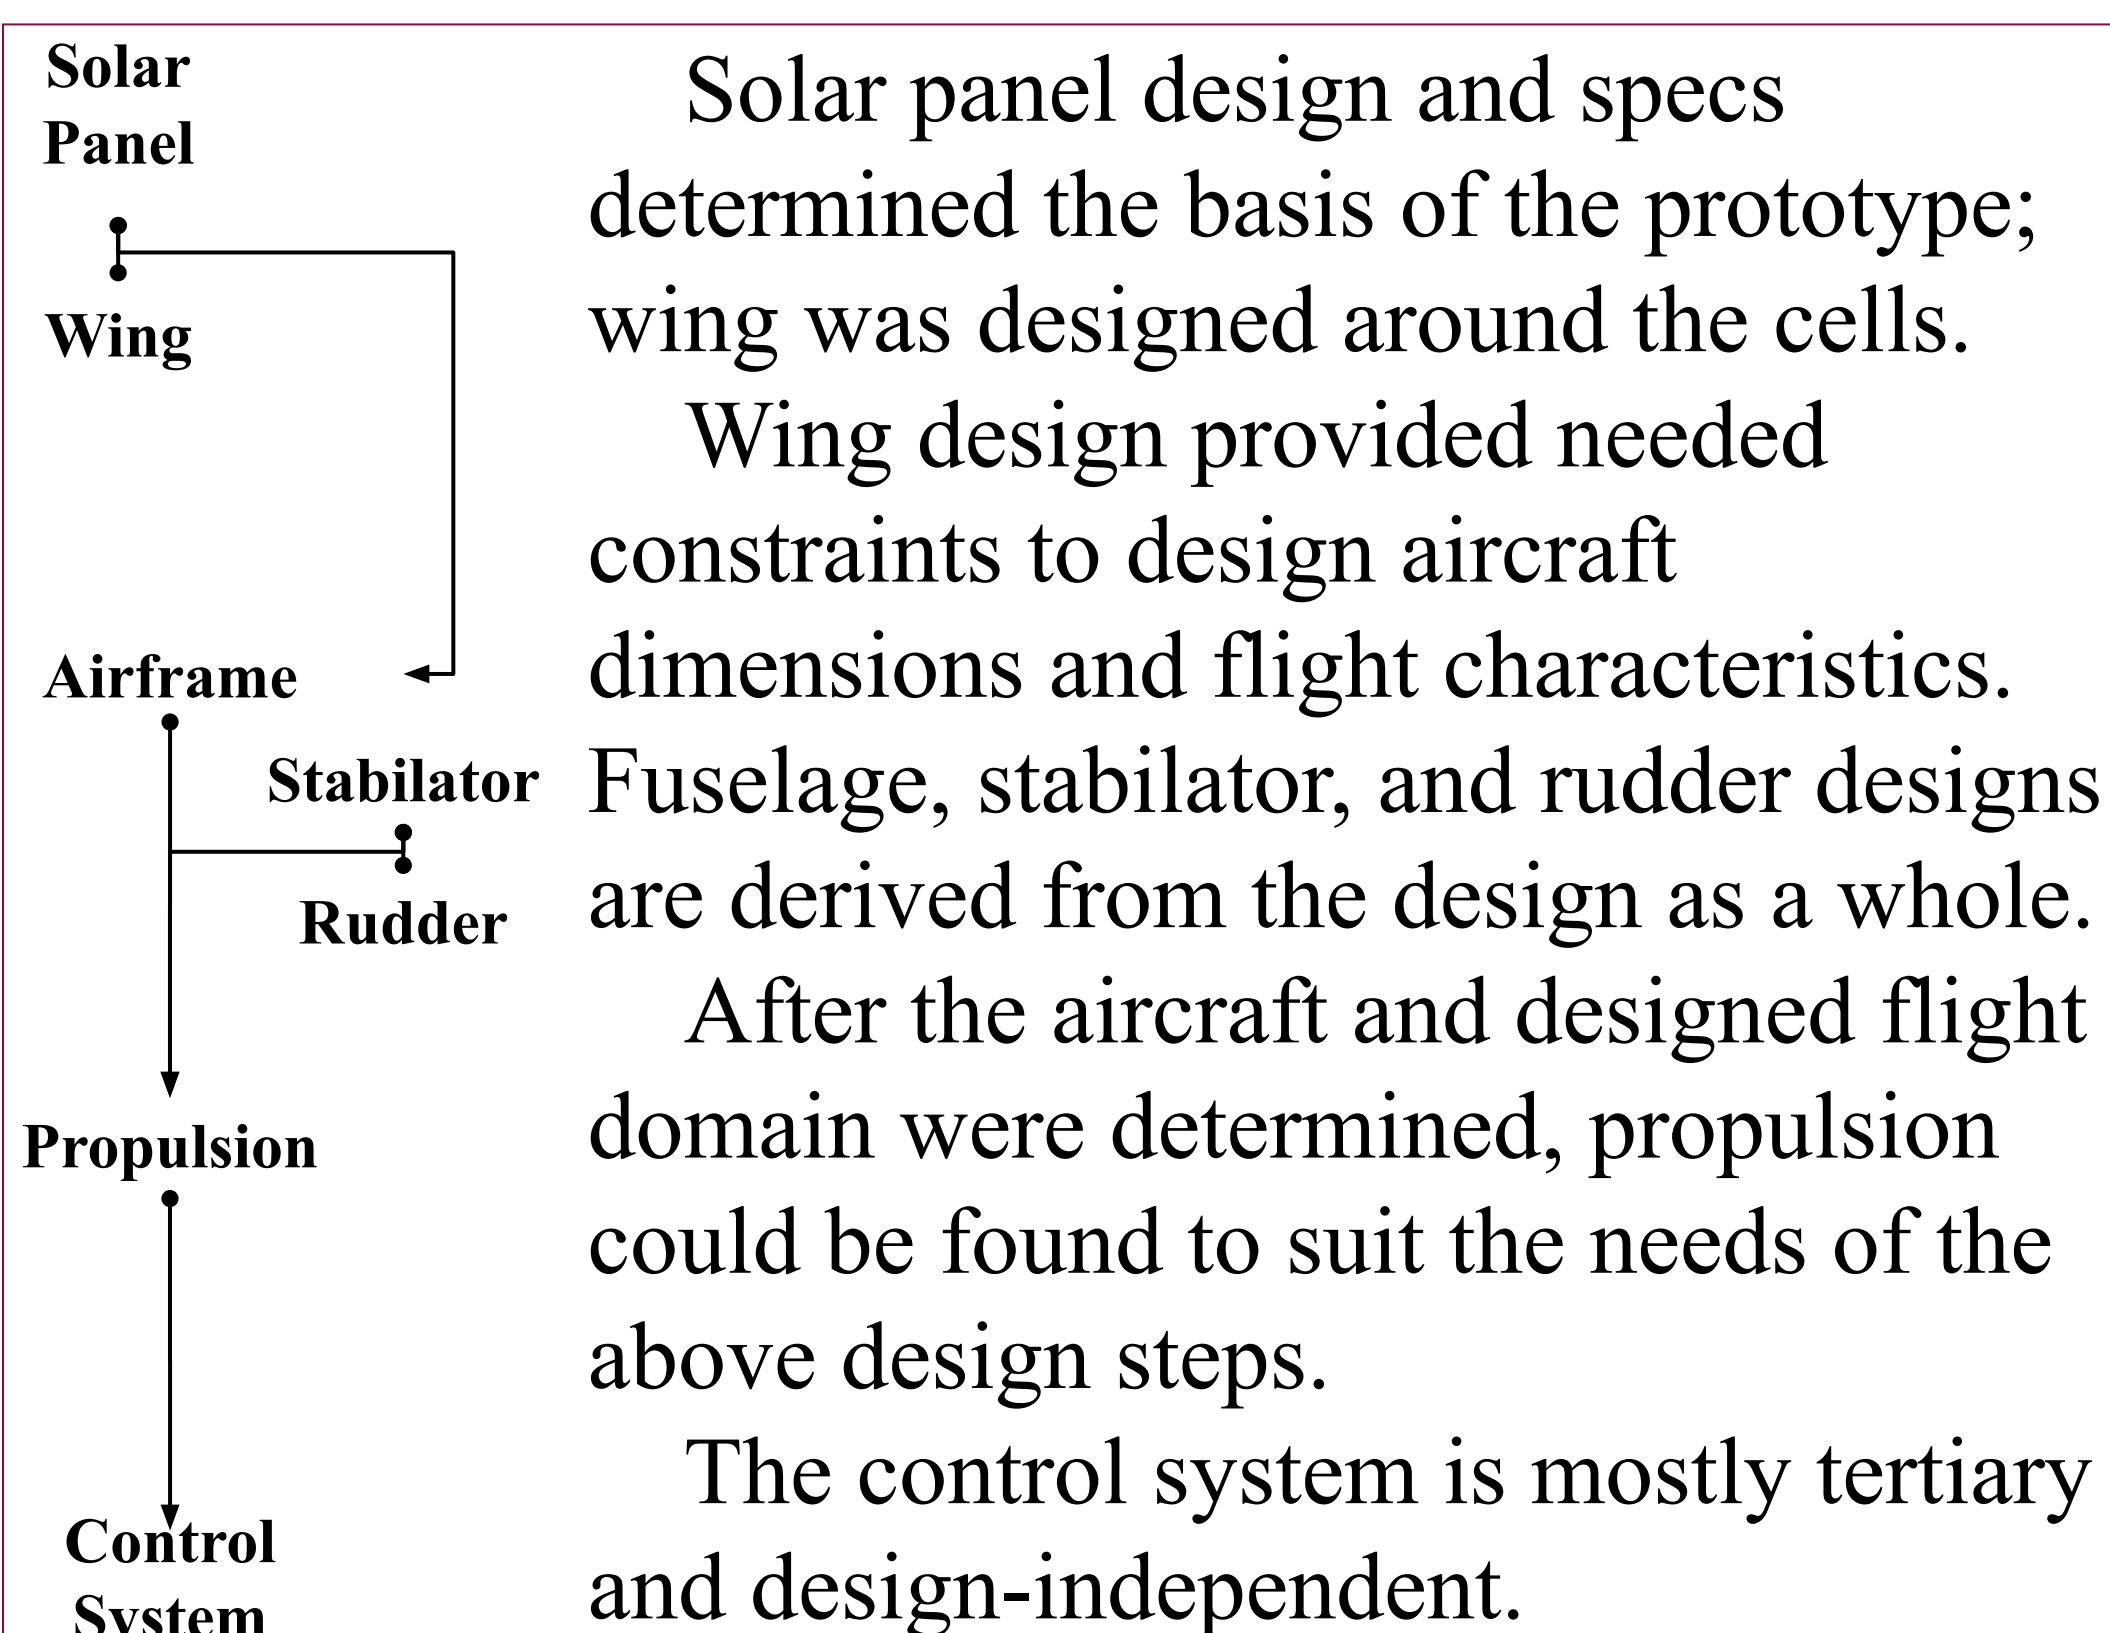 Solar
Panel
Wing
Airframe
Stabilator
Rudder
Propulsion
Control
System
Solar panel design and specs
determined the basis of the prototype;
wing was designed around the cells.
Wing design provided needed
constraints to design aircraft
dimensions and flight characteristics.
Fuselage, stabilator, and rudder designs
are derived from the design as a whole.
After the aircraft and designed flight
domain were determined, propulsion
could be found to suit the needs of the
above design steps.
The control system is mostly tertiary
and design-independent.